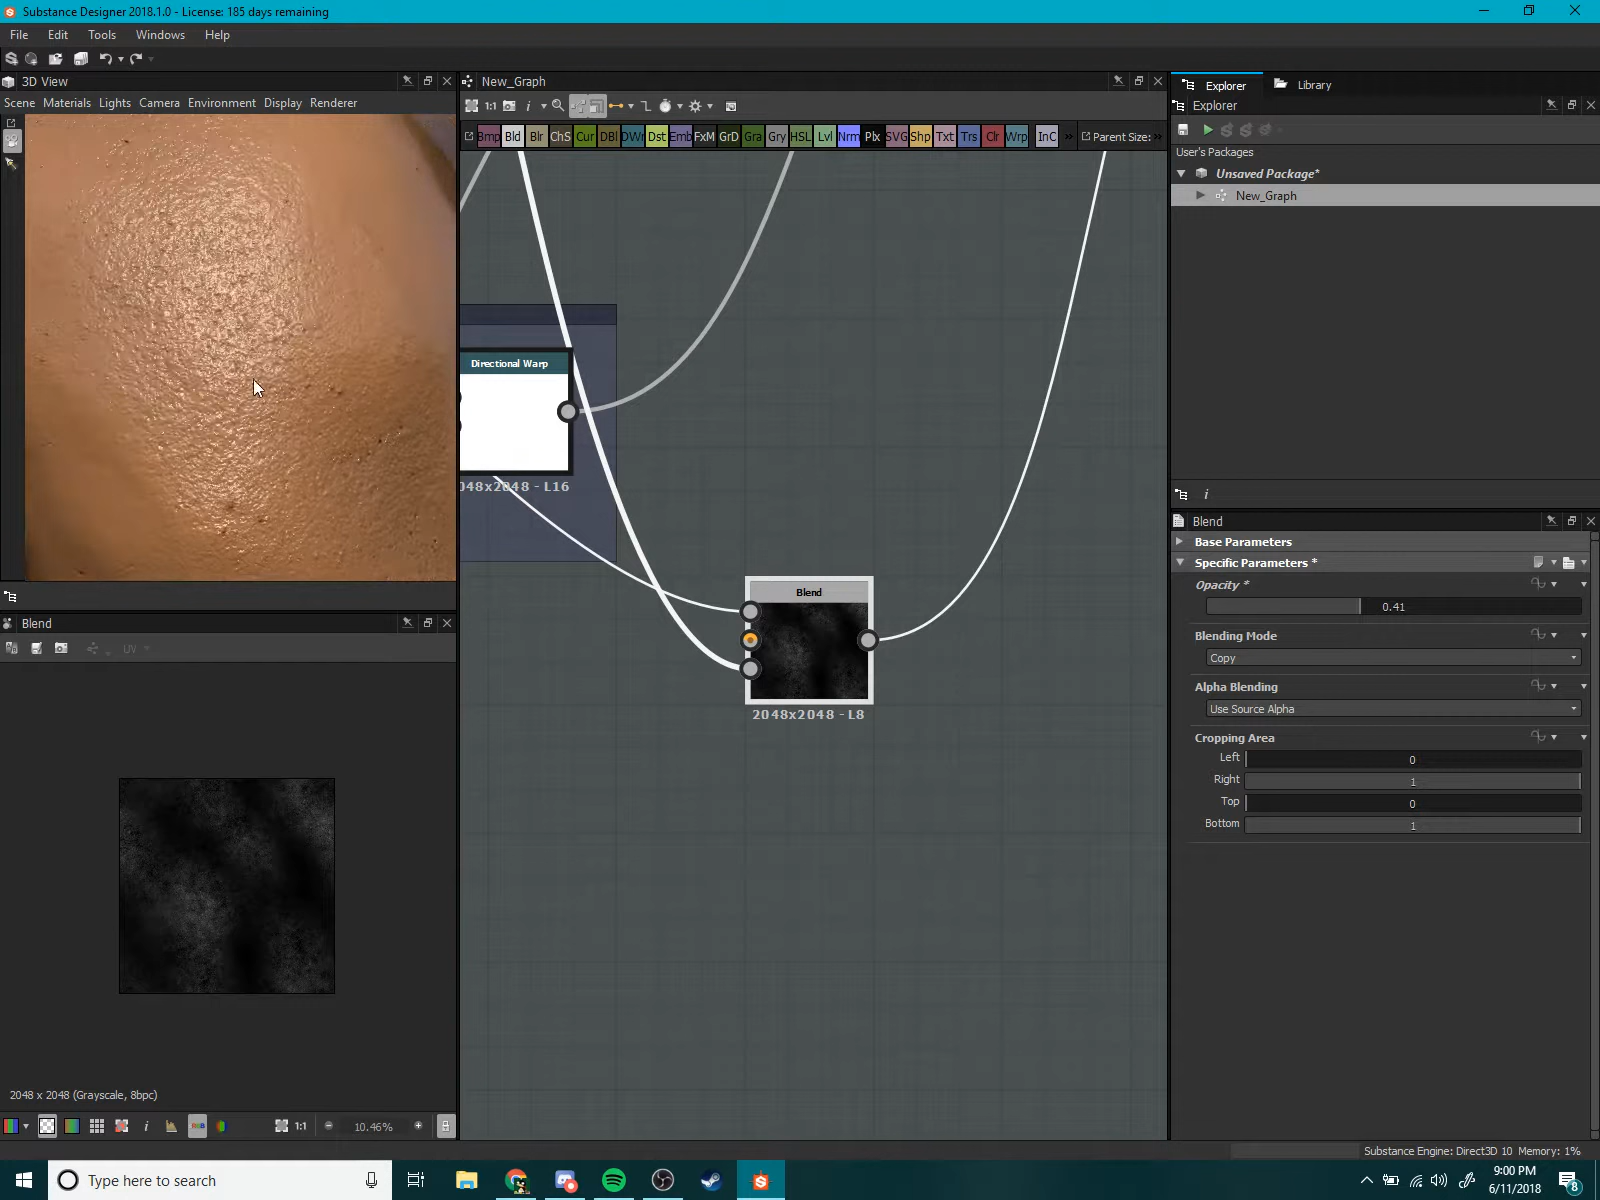 Substance Designer 2018.1.0 - License: 185 days remaining
File Edit Tools Windows Help
3D View
Scene Materials Lights Camera Environment Display Renderer
New_Graph
1:1
Bmp Bld Blr ChS Cur DBl DWr Dst Emb FxM GrD Gra Gry HSL Lvl Nrm Plx SVG Shp Txt Trs Clr Wrp InC » Parent Size: »
Directional Warp
048x2048 - L16
Blend
2048x2048 - L8
Explorer Library
Explorer
User's Packages
Unsaved Package*
New_Graph
Blend
Base Parameters
Specific Parameters *
Opacity *
0.41
Blending Mode
Copy
Alpha Blending
Use Source Alpha
Cropping Area
Left 0
Right 1
Top 0
Bottom 1
Blend
UV
2048 x 2048 (Grayscale, 8bpc)
RGB
1:1
10.46%
Substance Engine: Direct3D 10 Memory: 1%
Type here to search
9:00 PM
6/11/2018
8